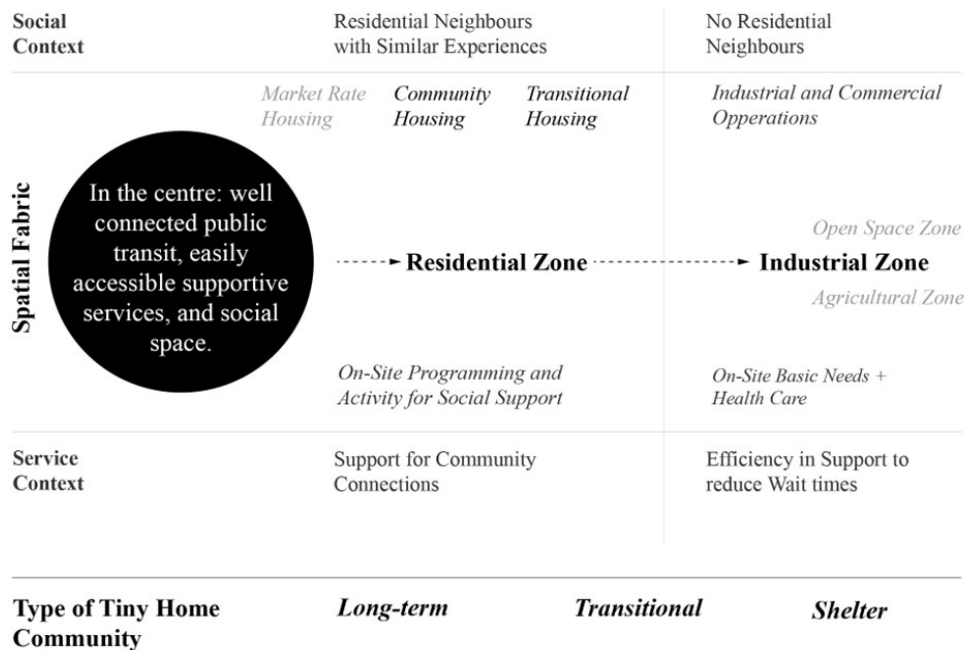 Social
Context
Residential Neighbours
with Similar Experiences
No Residential
Neighbours
Market Rate
Housing
Community
Housing
Transitional
Housing
Industrial and Commercial
Opperations
Spatial Fabric
In the centre: well
connected public
transit, easily
accessible supportive
services, and social
space.
Residential Zone
Open Space Zone
Industrial Zone
Agricultural Zone
On-Site Programming and
Activity for Social Support
On-Site Basic Needs +
Health Care
Service
Context
Support for Community
Connections
Efficiency in Support to
reduce Wait times
Type of Tiny Home
Community
Long-term
Transitional
Shelter